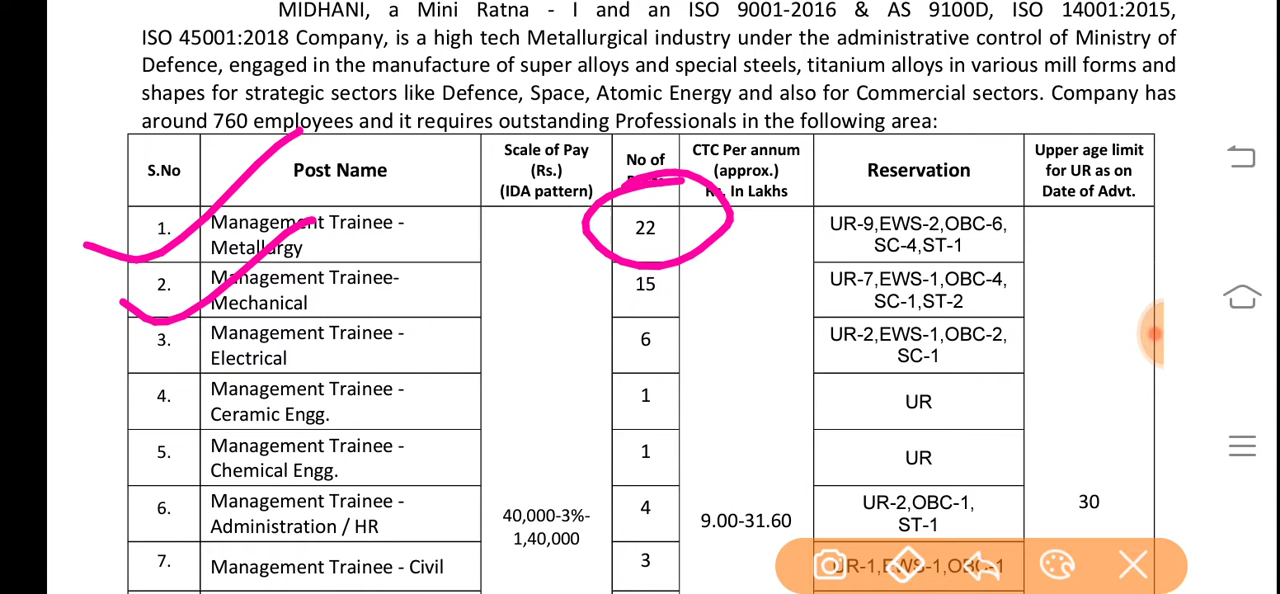 MIDHANI, a Mini Ratna - I and an ISO 9001-2016 & AS 9100D, ISO 14001:2015,
ISO 45001:2018 Company, is a high tech Metallurgical industry under the administrative control of Ministry of
Defence, engaged in the manufacture of super alloys and special steels, titanium alloys in various mill forms and
shapes for strategic sectors like Defence, Space, Atomic Energy and also for Commercial sectors. Company has
around 760 employees and it requires outstanding Professionals in the following area:
S.No
Post Name
Scale of Pay
(Rs.)
(IDA pattern)
No of
CTC Per annum
(approx.)
In Lakhs
Reservation
Upper age limit
for UR as on
Date of Advt.
1.
Management Trainee -
Metallurgy
22
UR-9,EWS-2,OBC-6,
SC-4,ST-1
2.
Management Trainee-
Mechanical
15
UR-7,EWS-1,OBC-4,
SC-1,ST-2
3.
Management Trainee -
Electrical
6
UR-2,EWS-1,OBC-2,
SC-1
4.
Management Trainee -
Ceramic Engg.
1
UR
5.
Management Trainee -
Chemical Engg.
1
UR
6.
Management Trainee -
Administration / HR
40,000-3%-
1,40,000
4
9.00-31.60
UR-2,OBC-1,
ST-1
30
7.
Management Trainee - Civil
3
UR-1,EWS-1,OBC-1